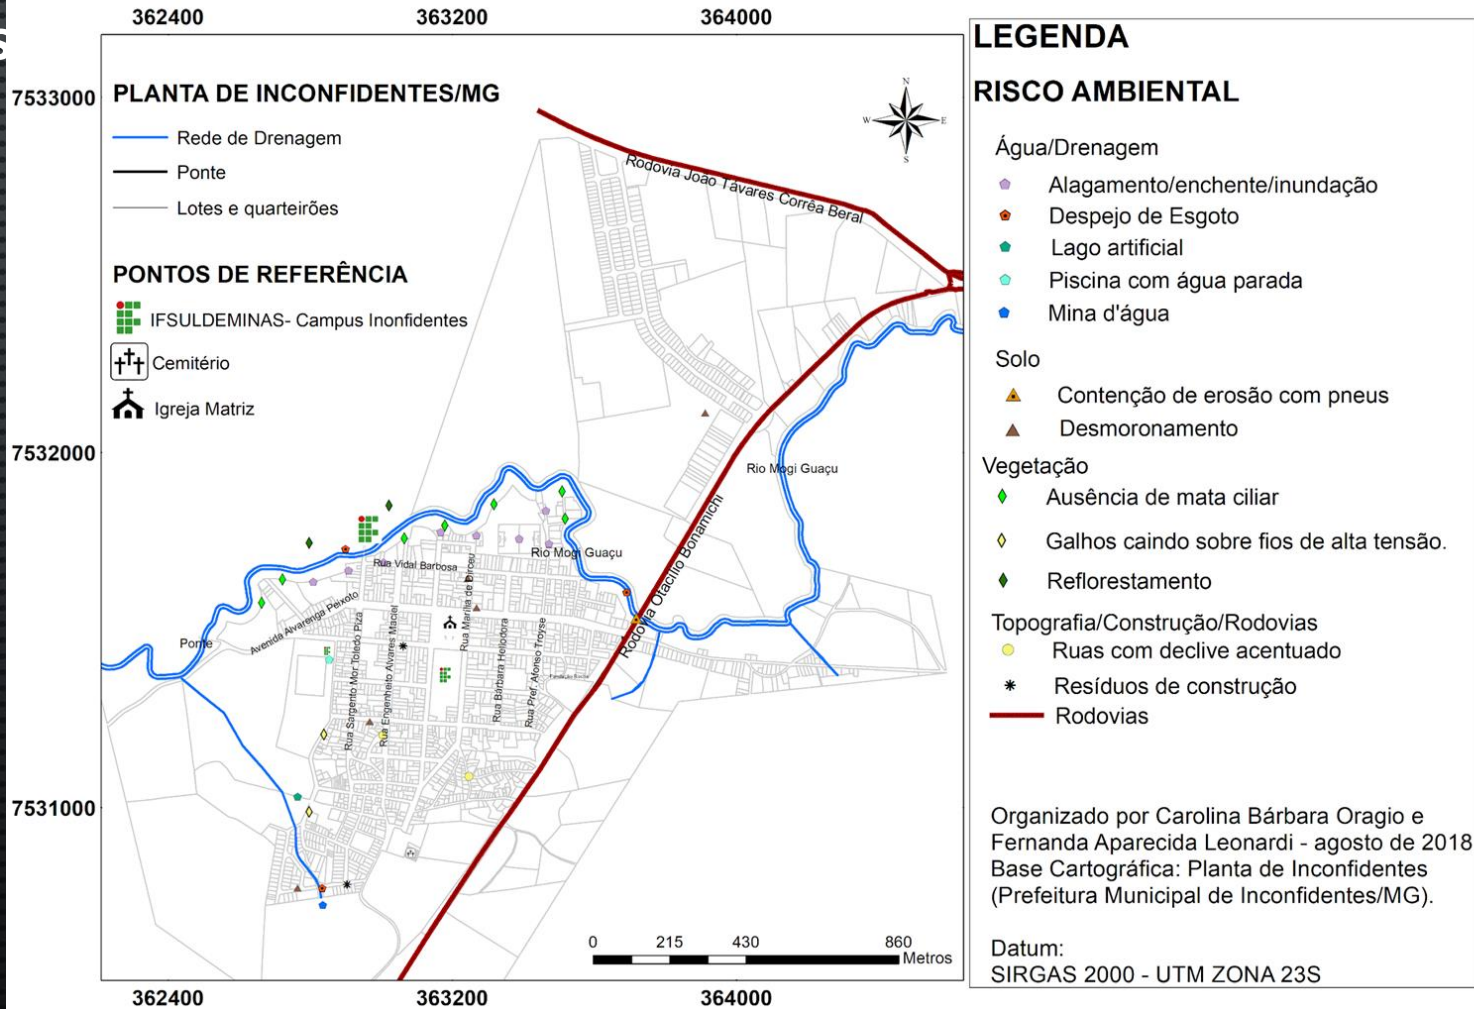 362400 363200 364000
7533000
7532000
7531000
PLANTA DE INCONFIDENTES/MG
Rede de Drenagem
Ponte
Lotes e quarteirões
PONTOS DE REFERÊNCIA
IFSULDEMINAS- Campus Inonfidentes
Cemitério
Igreja Matriz
N
W E
S
Rodovia João Távares Corrêa Beral
Rio Mogi Guaçu
Rodovia Otacílio Bonamichi
Rio Mogi Guaçu
Rua Vidal Barbosa
Rua Marília de Dirceu
Avenida Alvarenga Peixoto
Ponte
Rua Sargento Mor Toledo Piza
Rua Engenheiro Alvares Maciel
Rua Bárbara Heliodora
Rua Pref. Afonso Troyse
0 215 430 860
Metros
362400 363200 364000
LEGENDA
RISCO AMBIENTAL
Água/Drenagem
Alagamento/enchente/inundação
Despejo de Esgoto
Lago artificial
Piscina com água parada
Mina d'água
Solo
Contenção de erosão com pneus
Desmoronamento
Vegetação
Ausência de mata ciliar
Galhos caindo sobre fios de alta tensão.
Reflorestamento
Topografia/Construção/Rodovias
Ruas com declive acentuado
Resíduos de construção
Rodovias
Organizado por Carolina Bárbara Oragio e
Fernanda Aparecida Leonardi - agosto de 2018
Base Cartográfica: Planta de Inconfidentes
(Prefeitura Municipal de Inconfidentes/MG).
Datum:
SIRGAS 2000 - UTM ZONA 23S